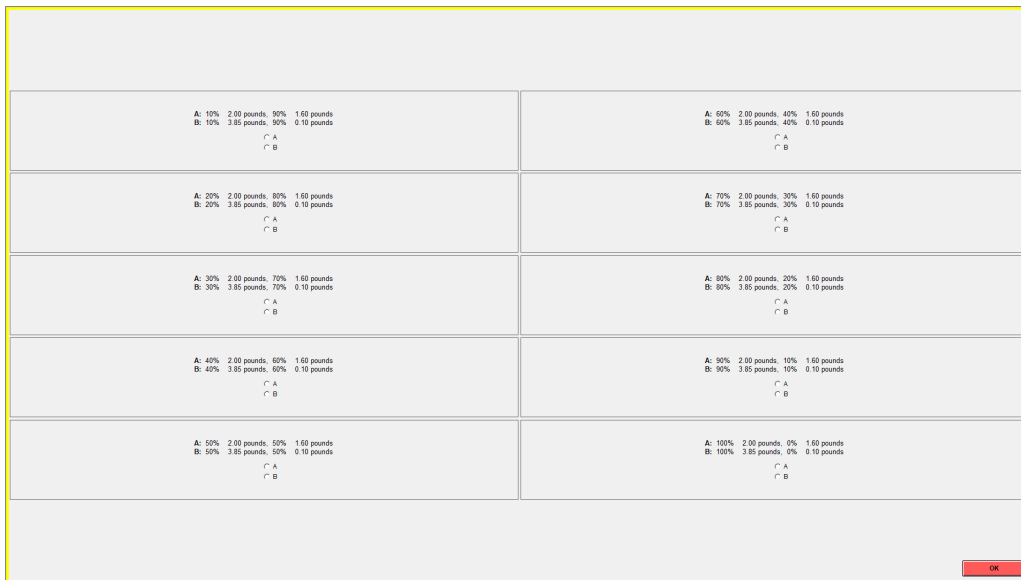 A: 10% 2.00 pounds, 90% 1.60 pounds
B: 10% 3.85 pounds, 90% 0.10 pounds
A
B
A: 20% 2.00 pounds, 80% 1.60 pounds
B: 20% 3.85 pounds, 80% 0.10 pounds
A
B
A: 30% 2.00 pounds, 70% 1.60 pounds
B: 30% 3.85 pounds, 70% 0.10 pounds
A
B
A: 40% 2.00 pounds, 60% 1.60 pounds
B: 40% 3.85 pounds, 60% 0.10 pounds
A
B
A: 50% 2.00 pounds, 50% 1.60 pounds
B: 50% 3.85 pounds, 50% 0.10 pounds
A
B
A: 60% 2.00 pounds, 40% 1.60 pounds
B: 60% 3.85 pounds, 40% 0.10 pounds
A
B
A: 70% 2.00 pounds, 30% 1.60 pounds
B: 70% 3.85 pounds, 30% 0.10 pounds
A
B
A: 80% 2.00 pounds, 20% 1.60 pounds
B: 80% 3.85 pounds, 20% 0.10 pounds
A
B
A: 90% 2.00 pounds, 10% 1.60 pounds
B: 90% 3.85 pounds, 10% 0.10 pounds
A
B
A: 100% 2.00 pounds, 0% 1.60 pounds
B: 100% 3.85 pounds, 0% 0.10 pounds
A
B
OK